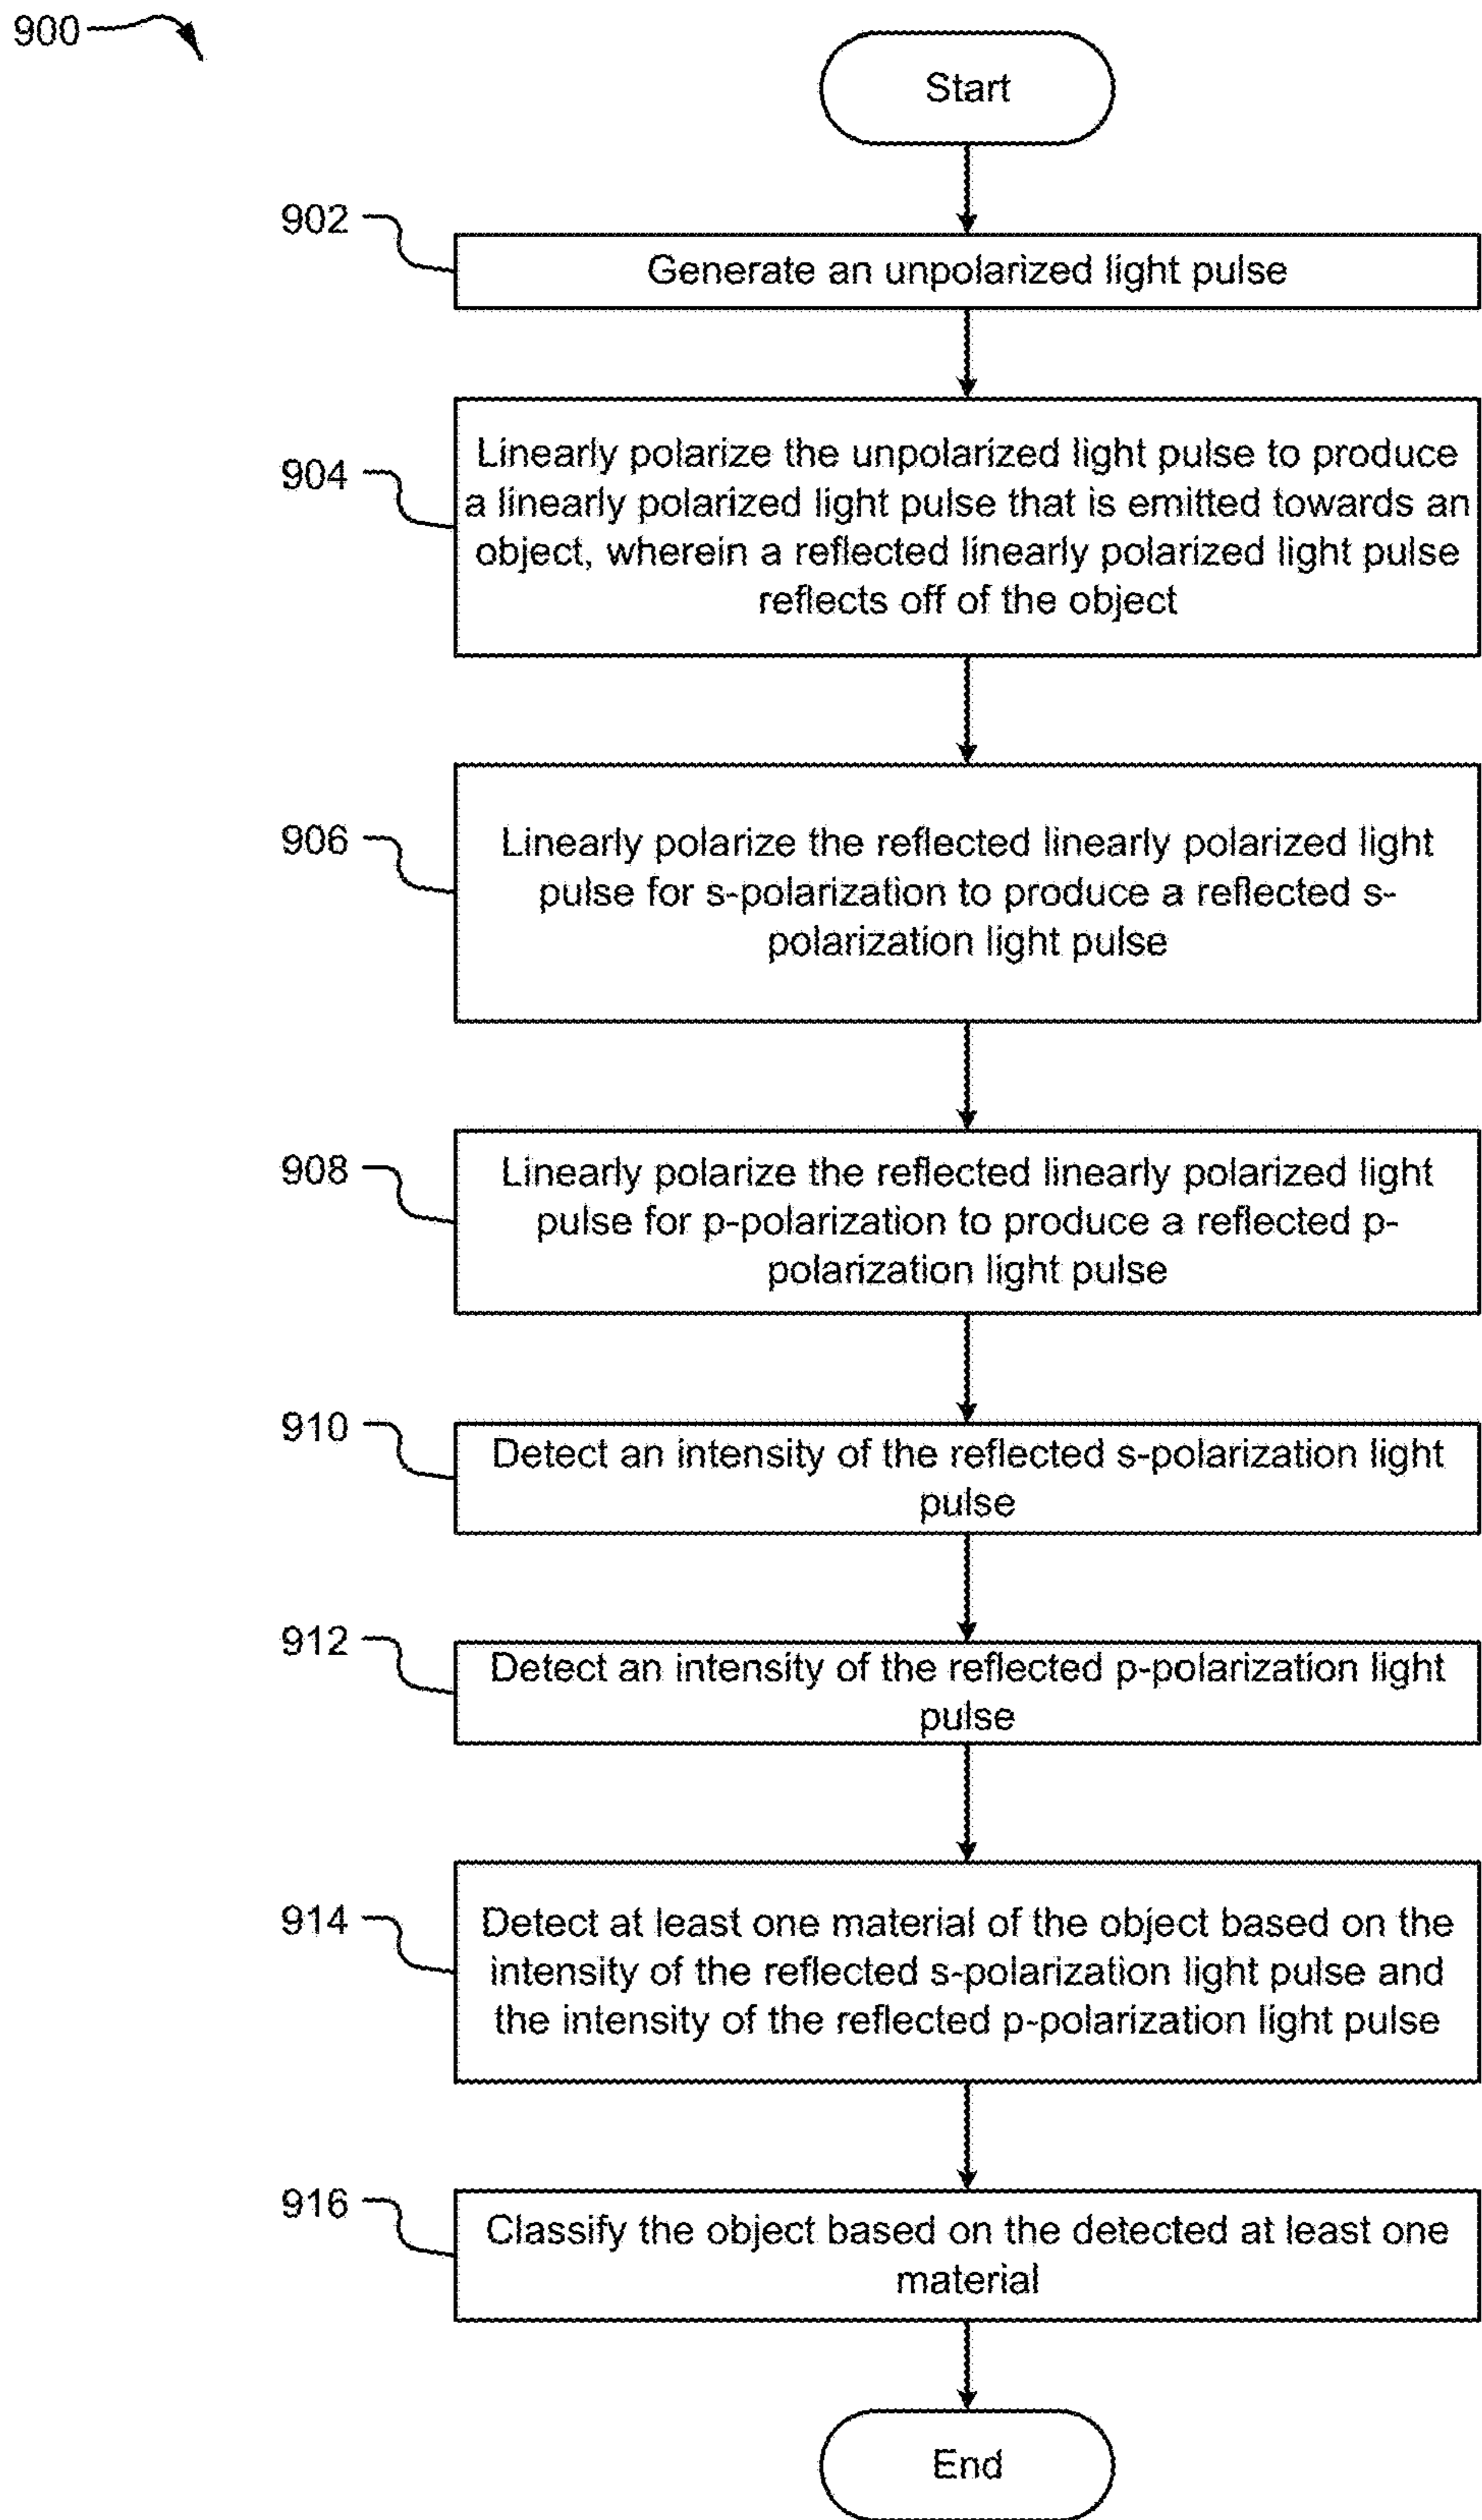 900
Start
902
Generate an unpolarized light pulse
904
Linearly polarize the unpolarized light pulse to produce
a linearly polarized light pulse that is emitted towards an
object, wherein a reflected linearly polarized light pulse
reflects off of the object
906
Linearly polarize the reflected linearly polarized light
pulse for s-polarization to produce a reflected s-
polarization light pulse
908
Linearly polarize the reflected linearly polarized light
pulse for p-polarization to produce a reflected p-
polarization light pulse
910
Detect an intensity of the reflected s-polarization light
pulse
912
Detect an intensity of the reflected p-polarization light
pulse
914
Detect at least one material of the object based on the
intensity of the reflected s-polarization light pulse and
the intensity of the reflected p-polarization light pulse
916
Classify the object based on the detected at least one
material
End